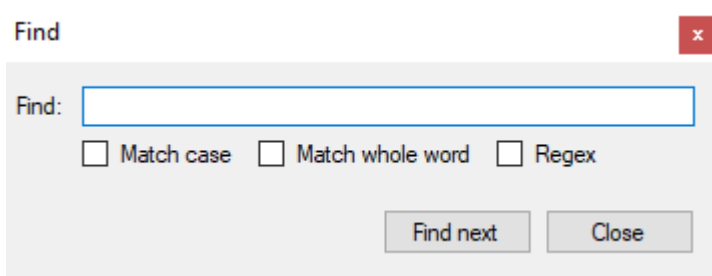 Find
x
Find:
Match case Match whole word Regex
Find next Close